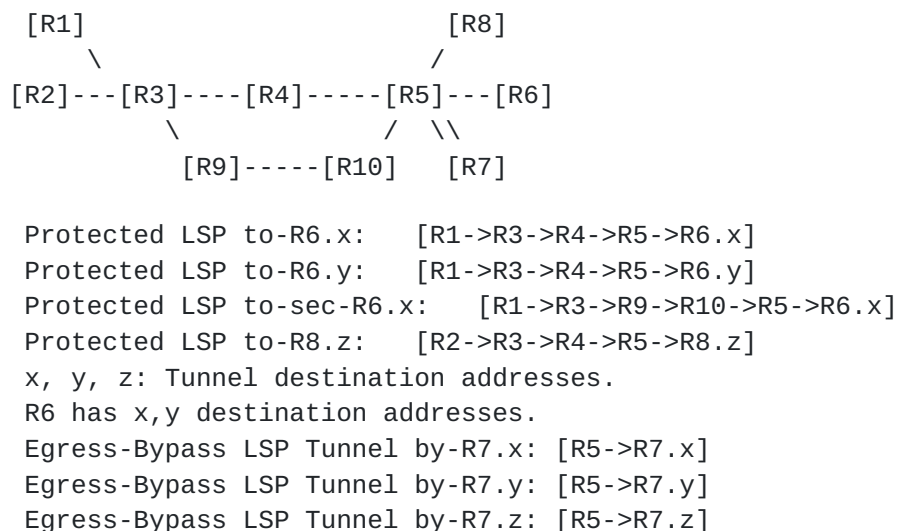 [R1]                    [R8]
    \                   /
[R2]---[R3]----[R4]-----[R5]---[R6]
         \            /  \\
          [R9]-----[R10]   [R7]
Protected LSP to-R6.x:   [R1->R3->R4->R5->R6.x]
Protected LSP to-R6.y:   [R1->R3->R4->R5->R6.y]
Protected LSP to-sec-R6.x:   [R1->R3->R9->R10->R5->R6.x]
Protected LSP to-R8.z:   [R2->R3->R4->R5->R8.z]
x, y, z: Tunnel destination addresses.
R6 has x,y destination addresses.
Egress-Bypass LSP Tunnel by-R7.x: [R5->R7.x]
Egress-Bypass LSP Tunnel by-R7.y: [R5->R7.y]
Egress-Bypass LSP Tunnel by-R7.z: [R5->R7.z]